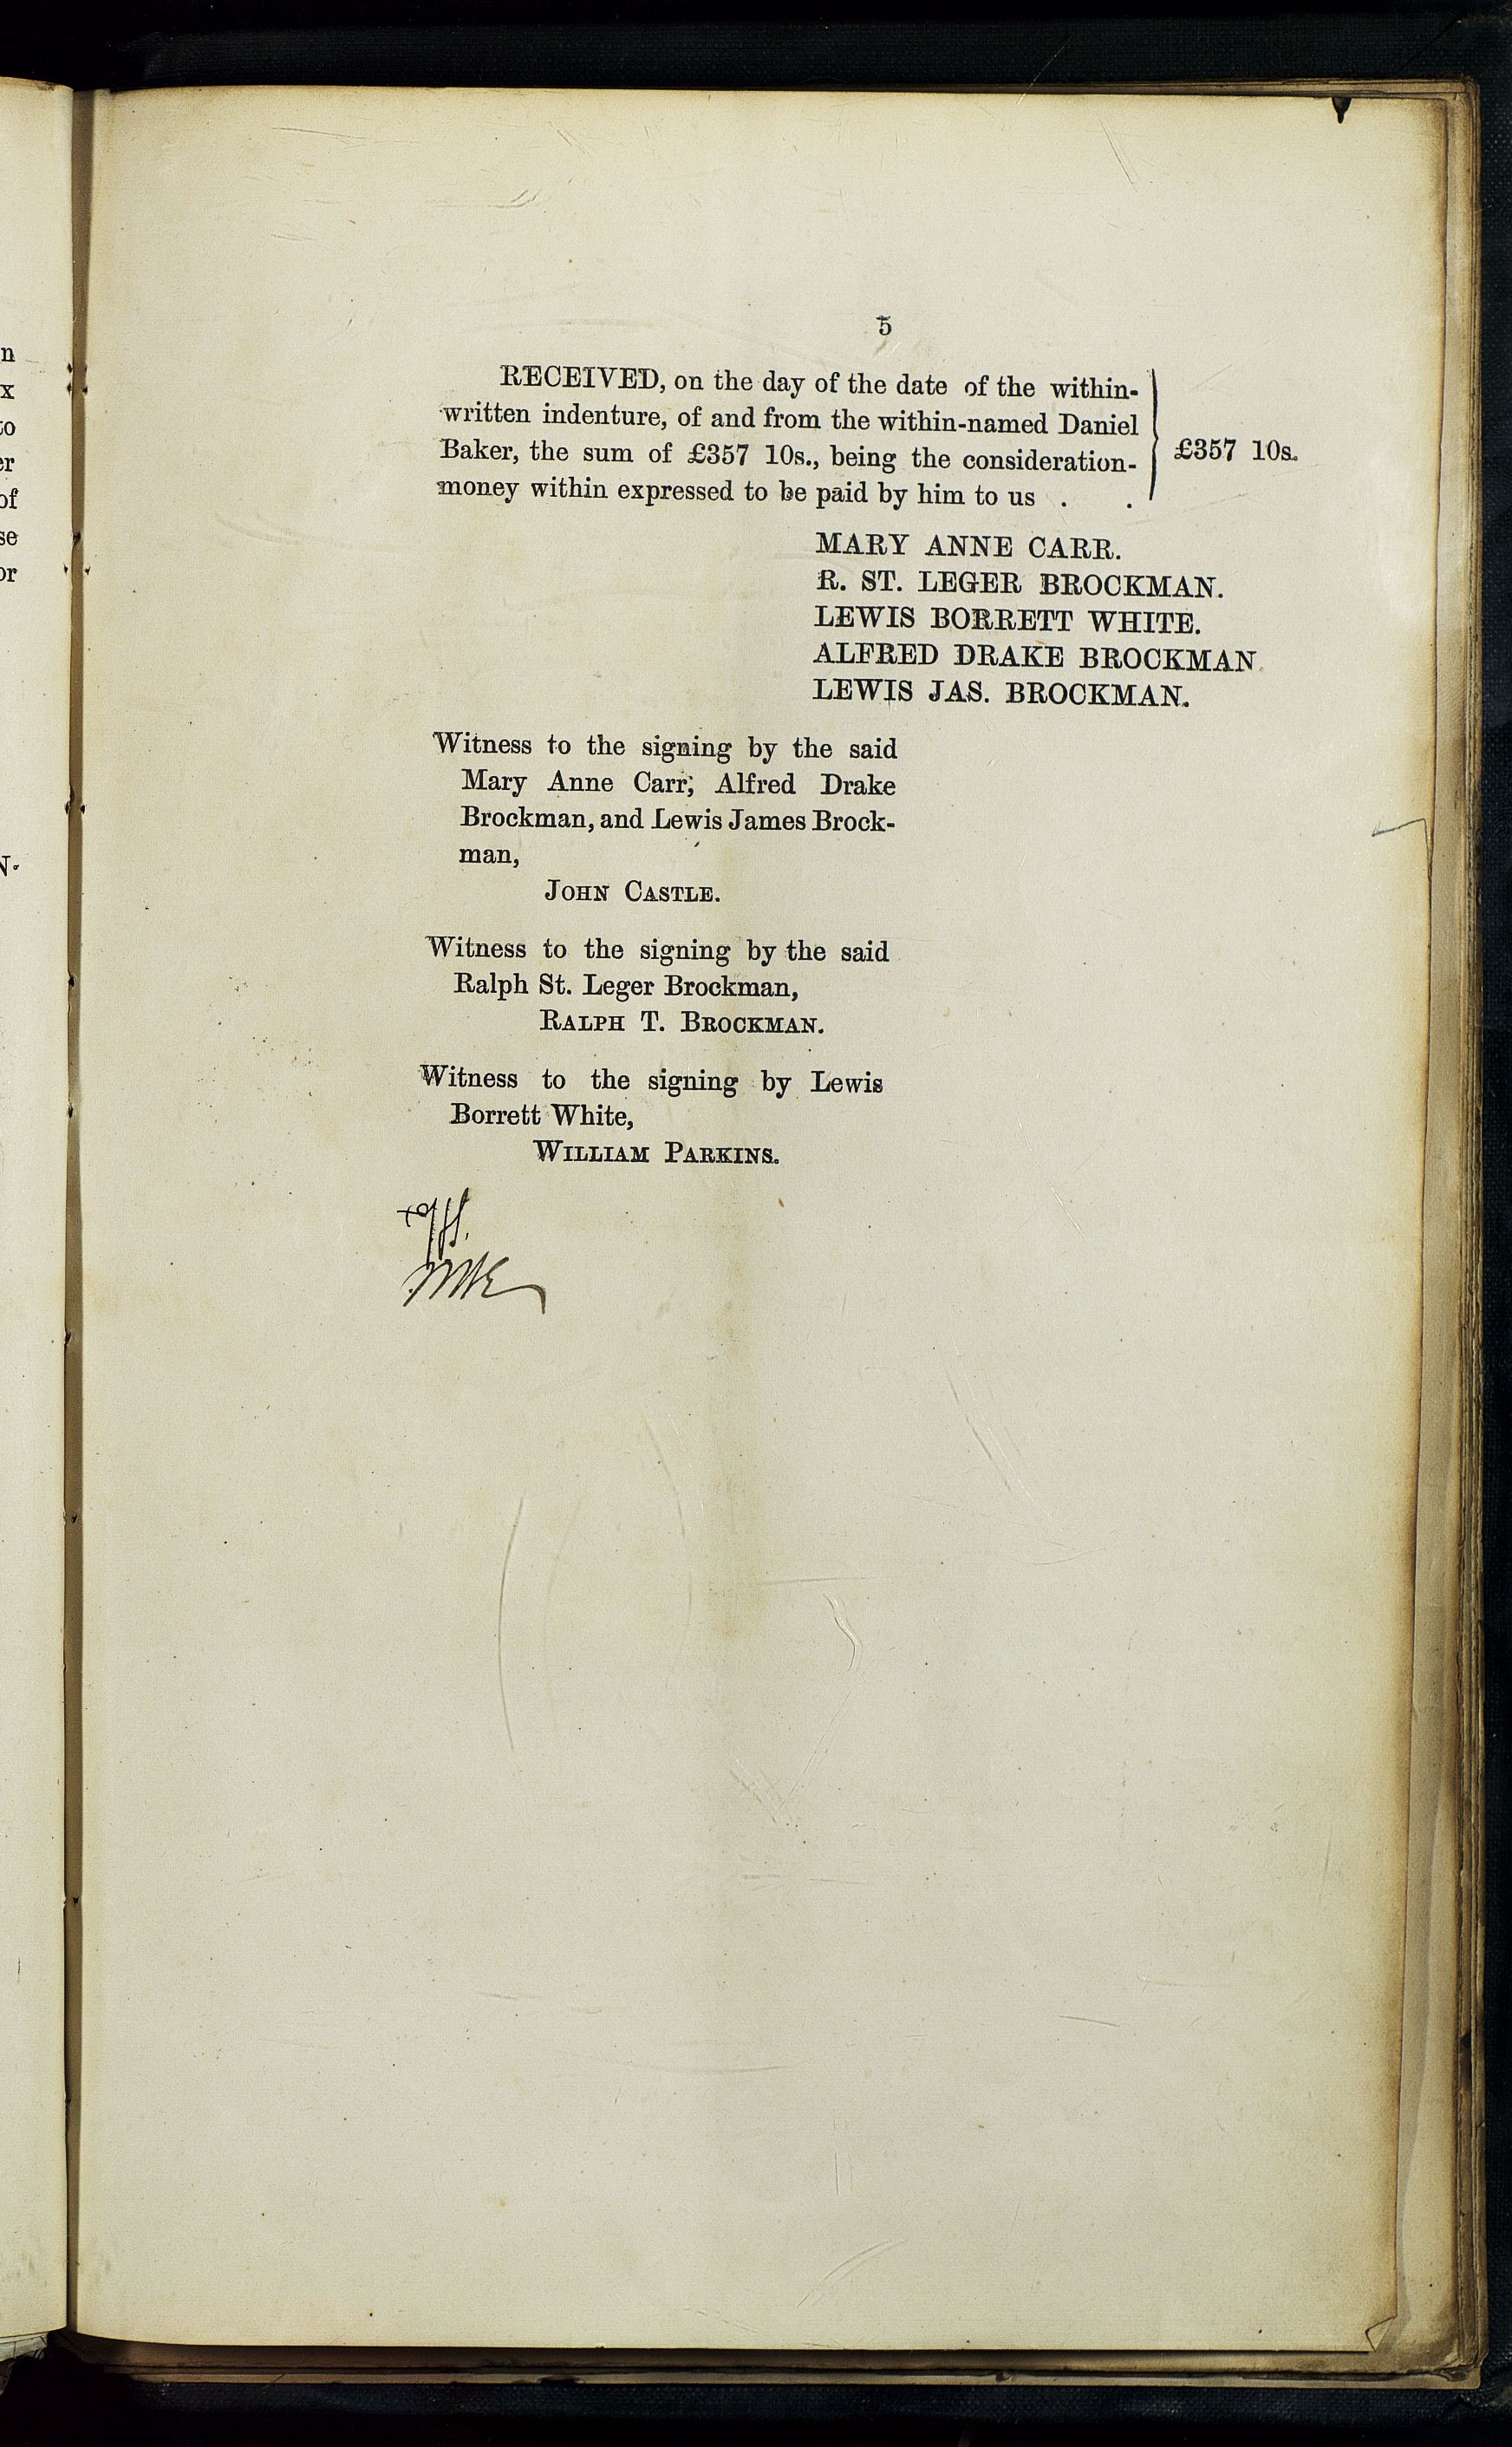 n
x
to
er
of
se
or
N.
5
RECEIVED, on the day of the date of the within-
written indenture, of and from the within-named Daniel
Baker, the sum of £357 10s., being the consideration-
money within expressed to be paid by him to us . .
£357 10s.
MARY ANNE CARR.
R. ST. LEGER BROCKMAN.
LEWIS BORRETT WHITE.
ALFRED DRAKE BROCKMAN.
LEWIS JAS. BROCKMAN.
Witness to the signing by the said
Mary Anne Carr, Alfred Drake
Brockman, and Lewis James Brock-
man,
JOHN CASTLE.
Witness to the signing by the said
Ralph St. Leger Brockman,
RALPH T. BROCKMAN.
Witness to the signing by Lewis
Borrett White,
WILLIAM PARKINS.